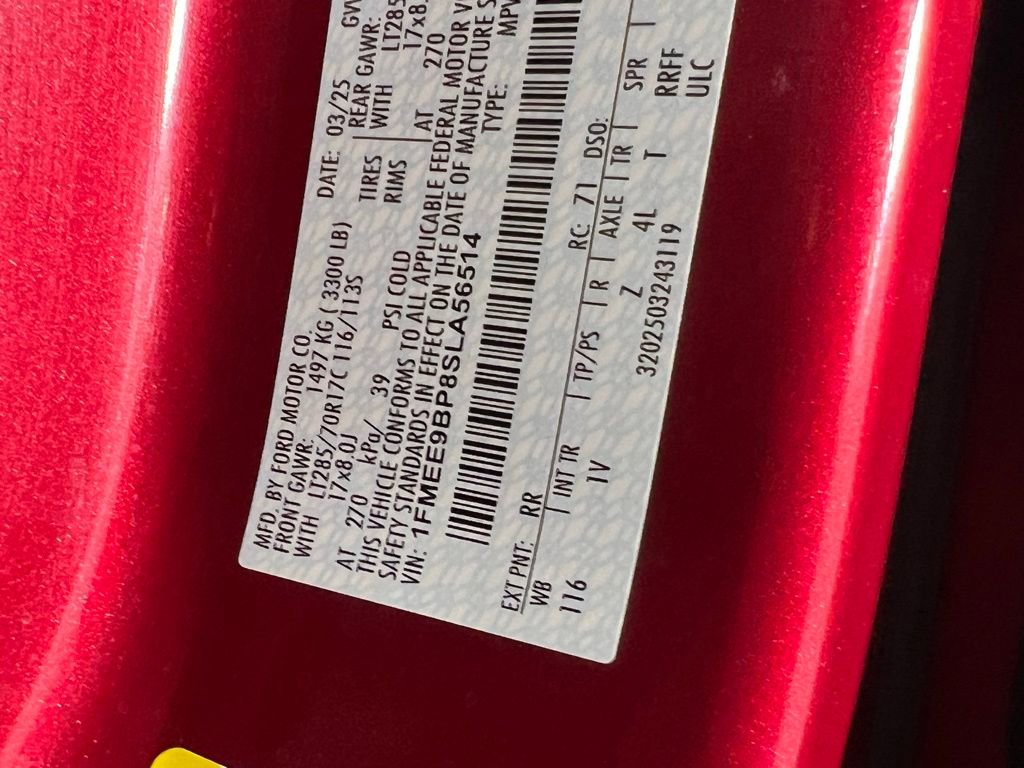 MFD. BY FORD MOTOR CO. DATE: 03/25 GV
FRONT GAWR: 1497 KG ( 3300 LB) REAR GAWR:
WITH LT285/70R17C 116/113S TIRES WITH LT285
17x8.0J RIMS 17x8.
AT 270 kPa/ 39 PSI COLD AT 270
THIS VEHICLE CONFORMS TO ALL APPLICABLE FEDERAL MOTOR V
SAFETY STANDARDS IN EFFECT ON THE DATE OF MANUFACTURE S
VIN: 1FMEE9BP8SLA56514 TYPE: MPV
EXT PNT: RR RC: 71 DSO:
WB | INT TR | TP/PS | R | AXLE | TR | SPR |
116 1V Z 4L T RRFF
3202503243119 ULC